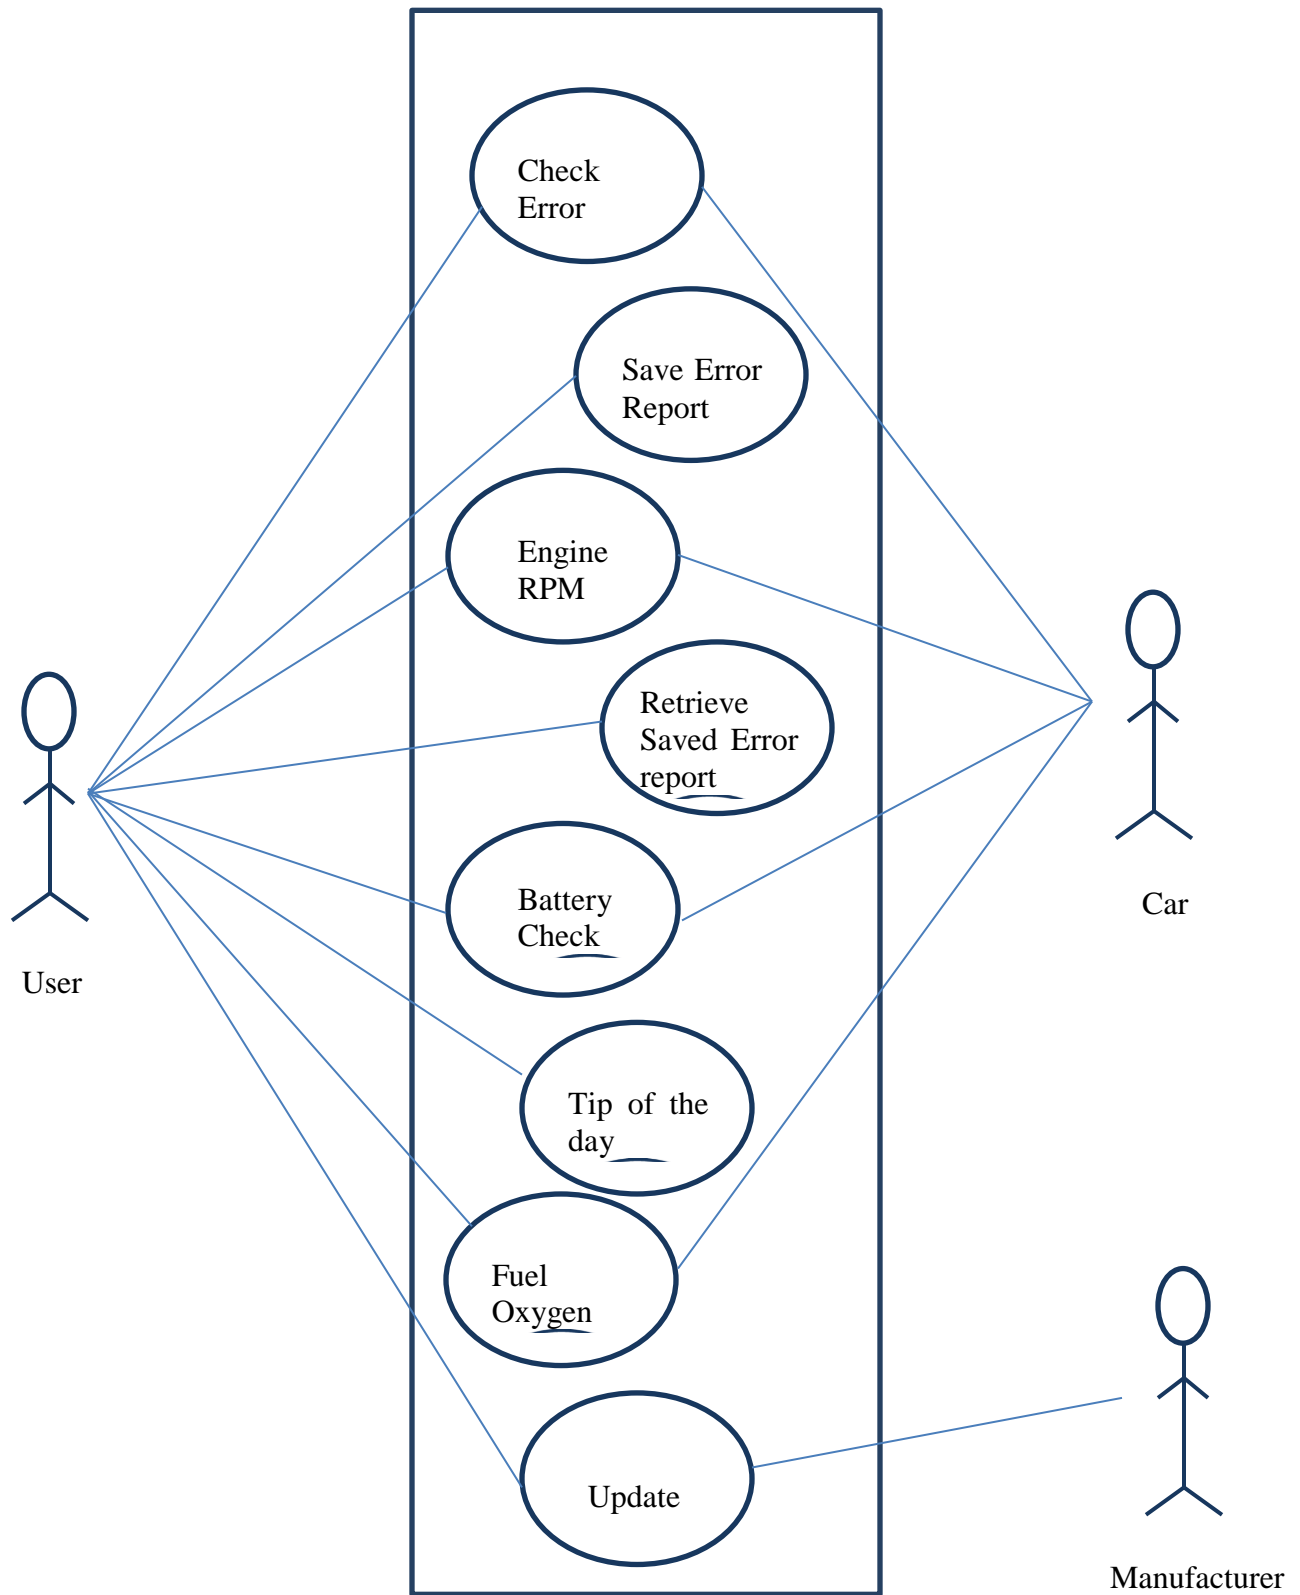 Check
Error
Save Error
Report
Engine
RPM
Retrieve
Saved Error
report
Battery
Check
Car
User
Tip of the
day
Fuel
Oxygen
Update
Manufacturer